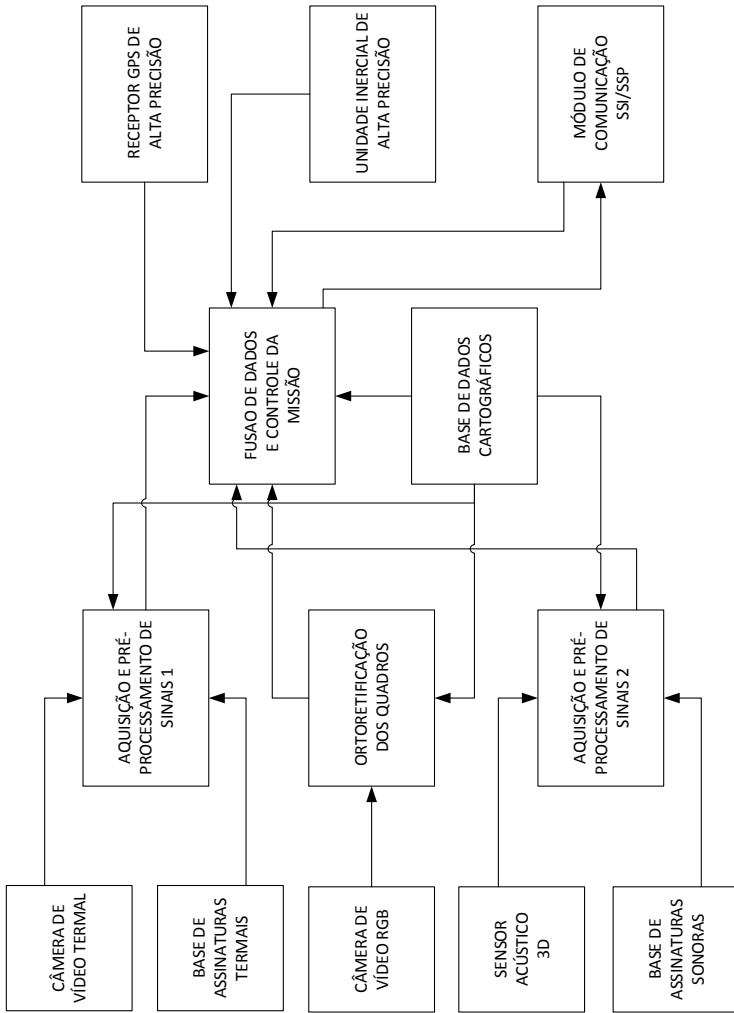 CÂMERA DE
VÍDEO TERMAL
BASE DE
ASSINATURAS
TERMAIS
CÂMERA DE
VÍDEO RGB
SENSOR
ACÚSTICO
3D
BASE DE
ASSINATURAS
SONORAS
AQUISIÇÃO E PRÉ-
PROCESSAMENTO DE
SINAIS 1
ORTORETIFICAÇÃO
DOS QUADROS
AQUISIÇÃO E PRÉ-
PROCESSAMENTO DE
SINAIS 2
FUSAO DE DADOS
E CONTROLE DA
MISSÃO
BASE DE DADOS
CARTOGRÁFICOS
RECEPTOR GPS DE
ALTA PRECISÃO
UNIDADE INERCIAL DE
ALTA PRECISÃO
MÓDULO DE
COMUNICAÇÃO
SSI/SSP